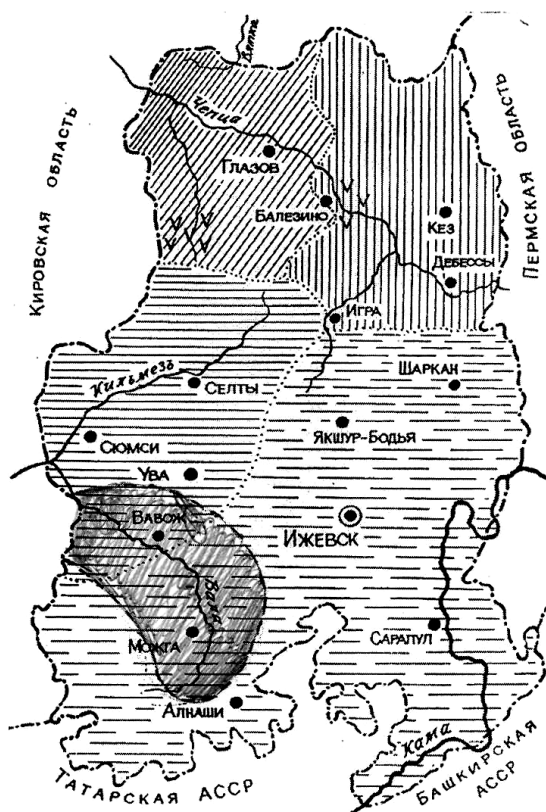 Вятка
Чепца
ГЛАЗОВ
БАЛЕЗИНО
КЕЗ
ДЕБЕССЫ
КИРОВСКАЯ ОБЛАСТЬ
ПЕРМСКАЯ ОБЛАСТЬ
ИГРА
ШАРКАН
Кильмезь
СЕЛТЫ
СЮМСИ
ЯКШУР-БОДЬЯ
УВА
ВАВОЖ
ИЖЕВСК
Вала
МОЖГА
САРАПУЛ
АЛНАШИ
Кама
ТАТАРСКАЯ АССР
БАШКИРСКАЯ
АССР